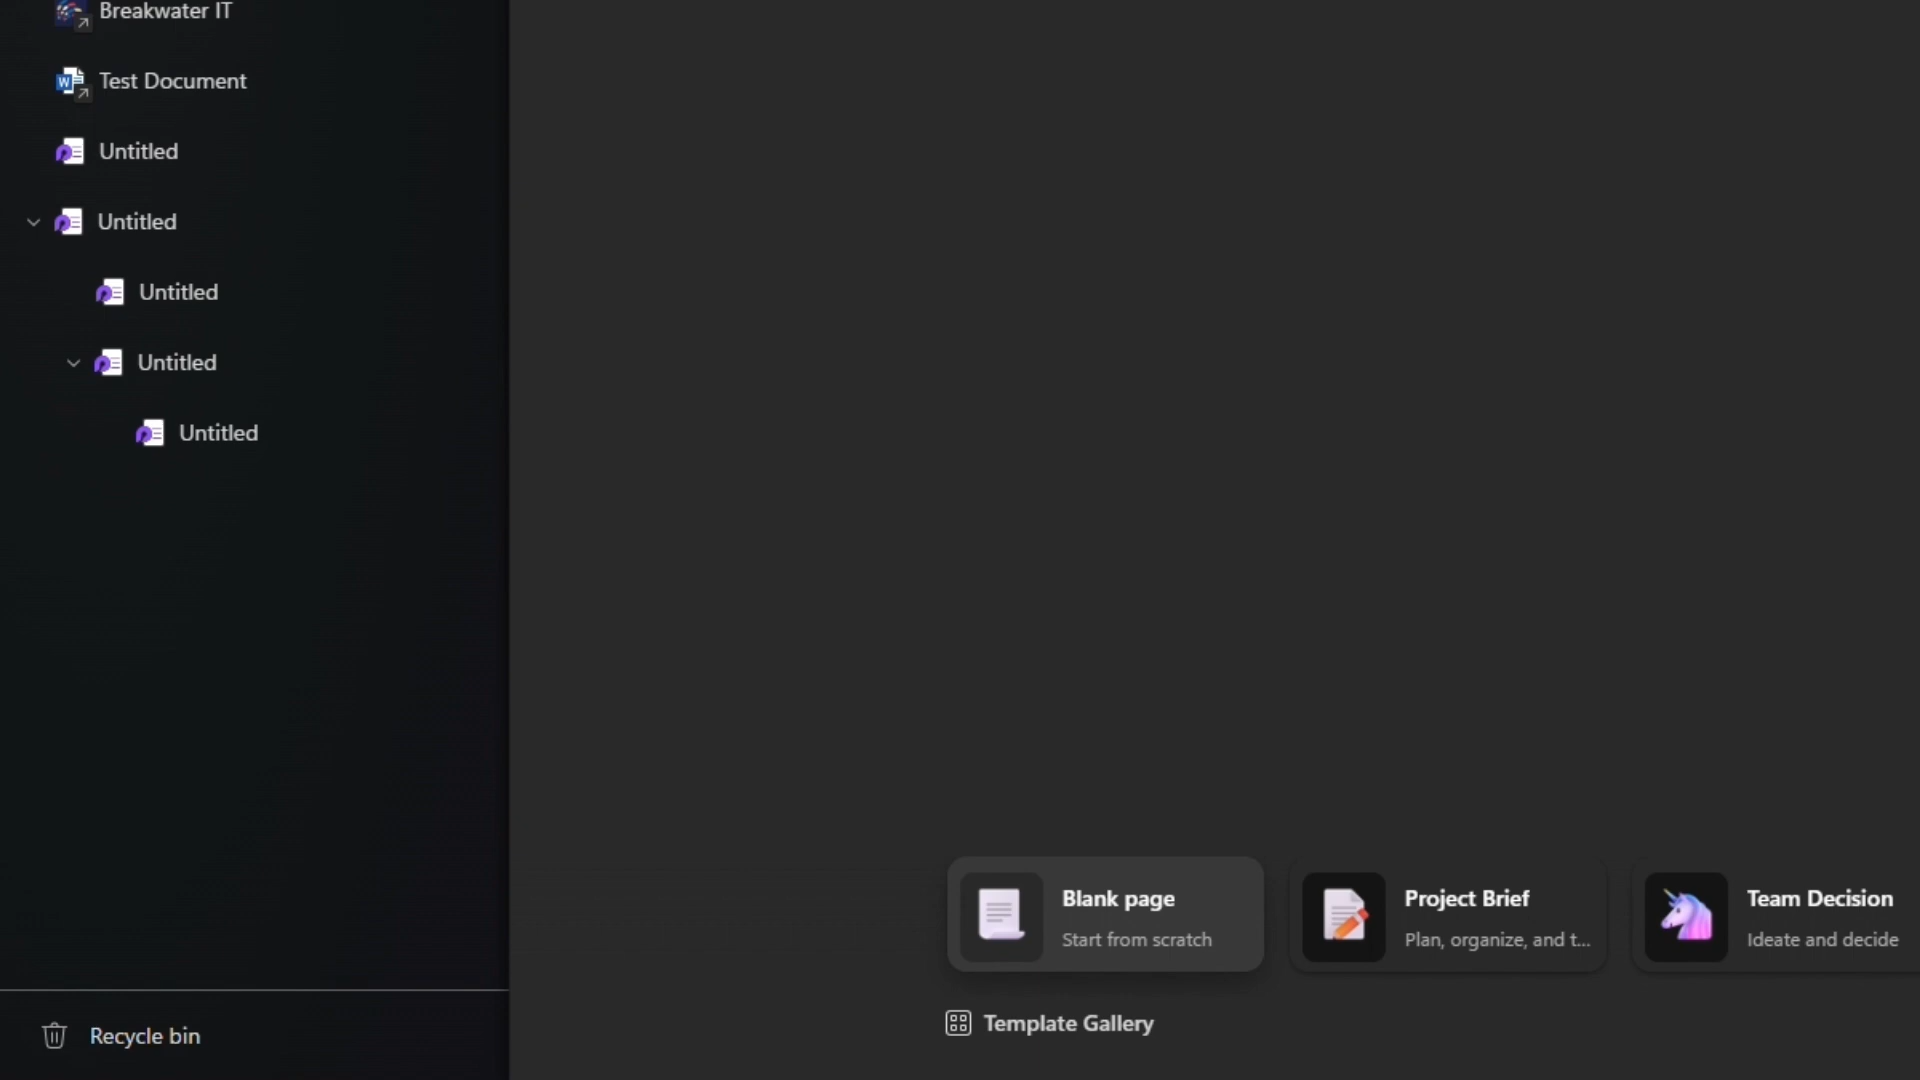 Breakwater IT
Test Document
Untitled
Untitled
Untitled
Untitled
Untitled
Blank page
Start from scratch
Project Brief
Plan, organize, and t...
Team Decision
Ideate and decide
Template Gallery
Recycle bin